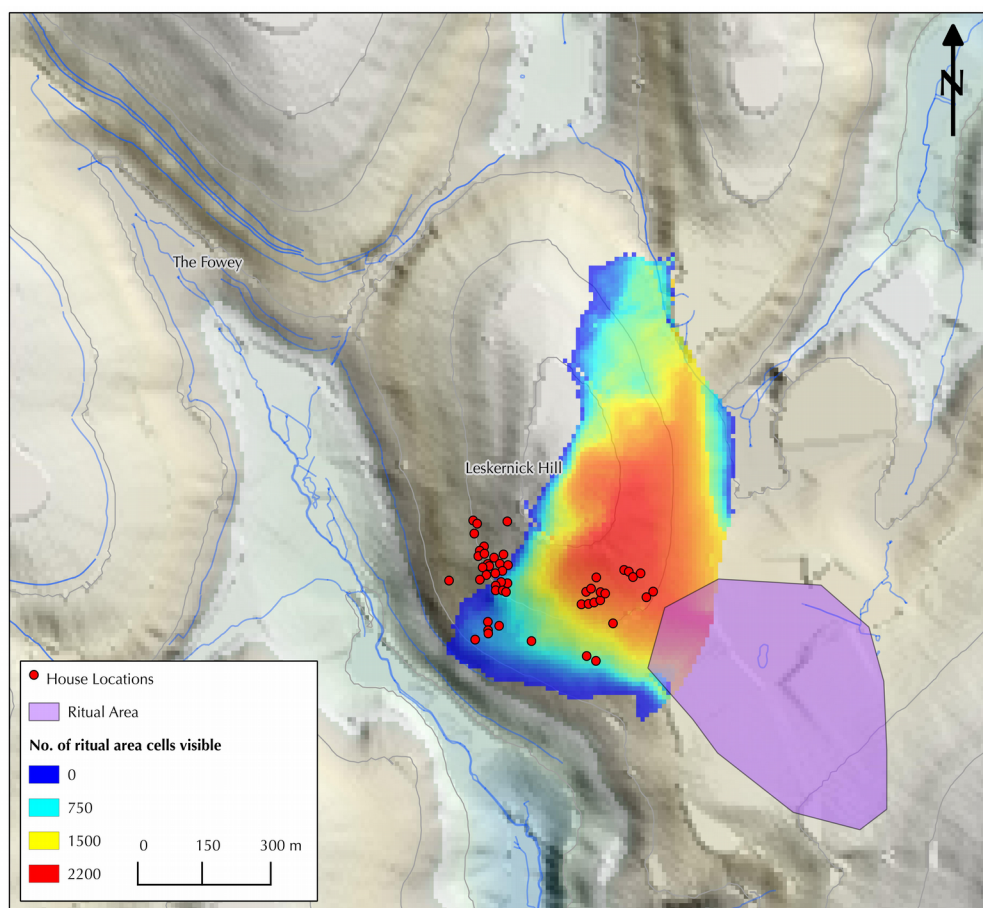 N
The Fowey
Leskernick Hill
House Locations
Ritual Area
No. of ritual area cells visible
0
750
1500
2200
0 150 300 m